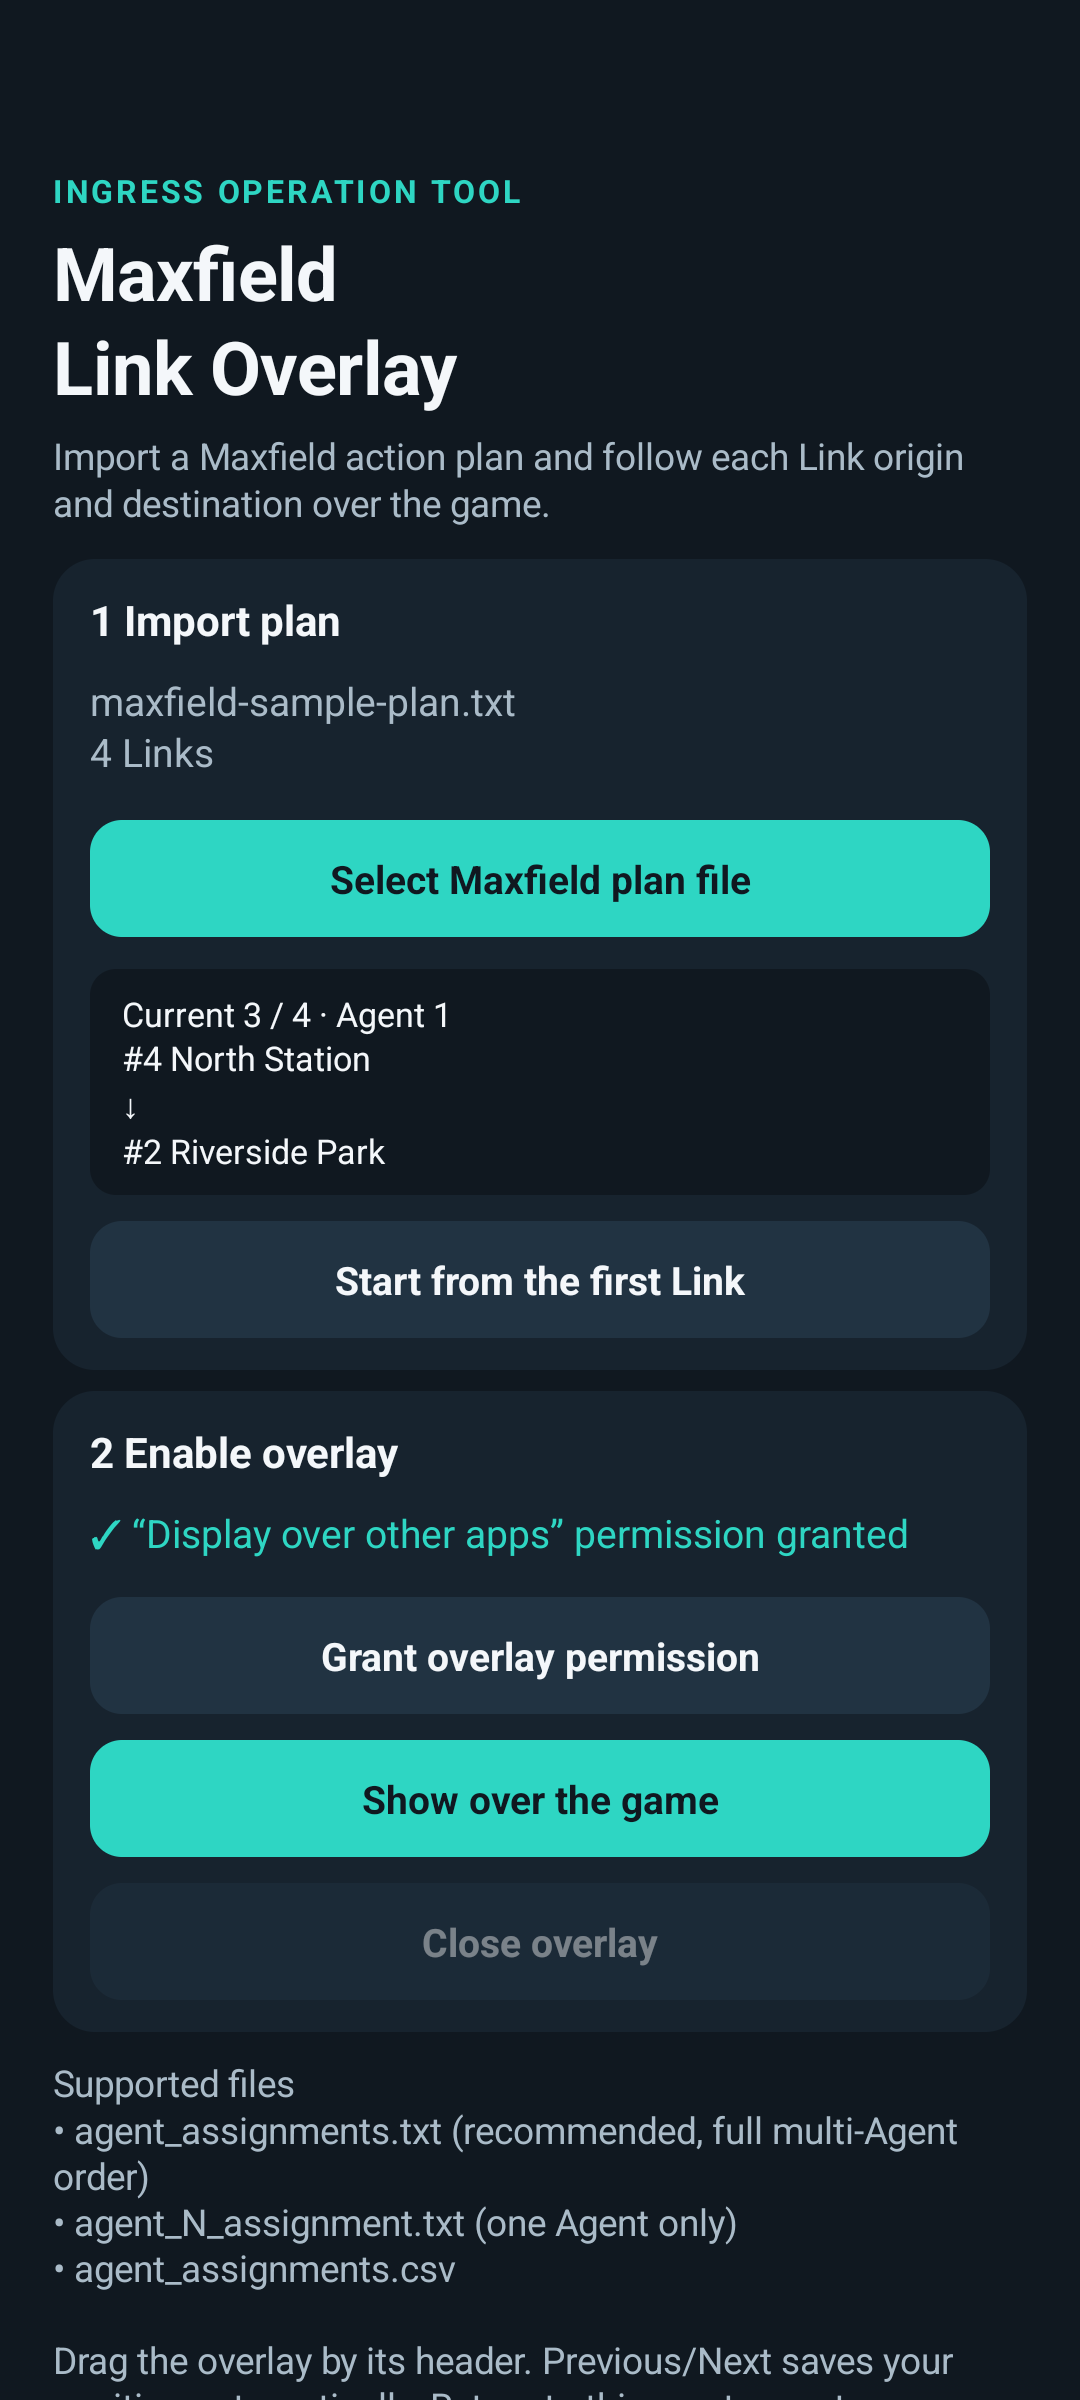 INGRESS OPERATION TOOL
Maxfield
Link Overlay
Import a Maxfield action plan and follow each Link origin
and destination over the game.
1 Import plan
maxfield-sample-plan.txt
4 Links
Select Maxfield plan file
Current 3 / 4 · Agent 1
#4 North Station
↓
#2 Riverside Park
Start from the first Link
2 Enable overlay
✓ “Display over other apps” permission granted
Grant overlay permission
Show over the game
Close overlay
Supported files
• agent_assignments.txt (recommended, full multi-Agent
order)
• agent_N_assignment.txt (one Agent only)
• agent_assignments.csv
Drag the overlay by its header. Previous/Next saves your